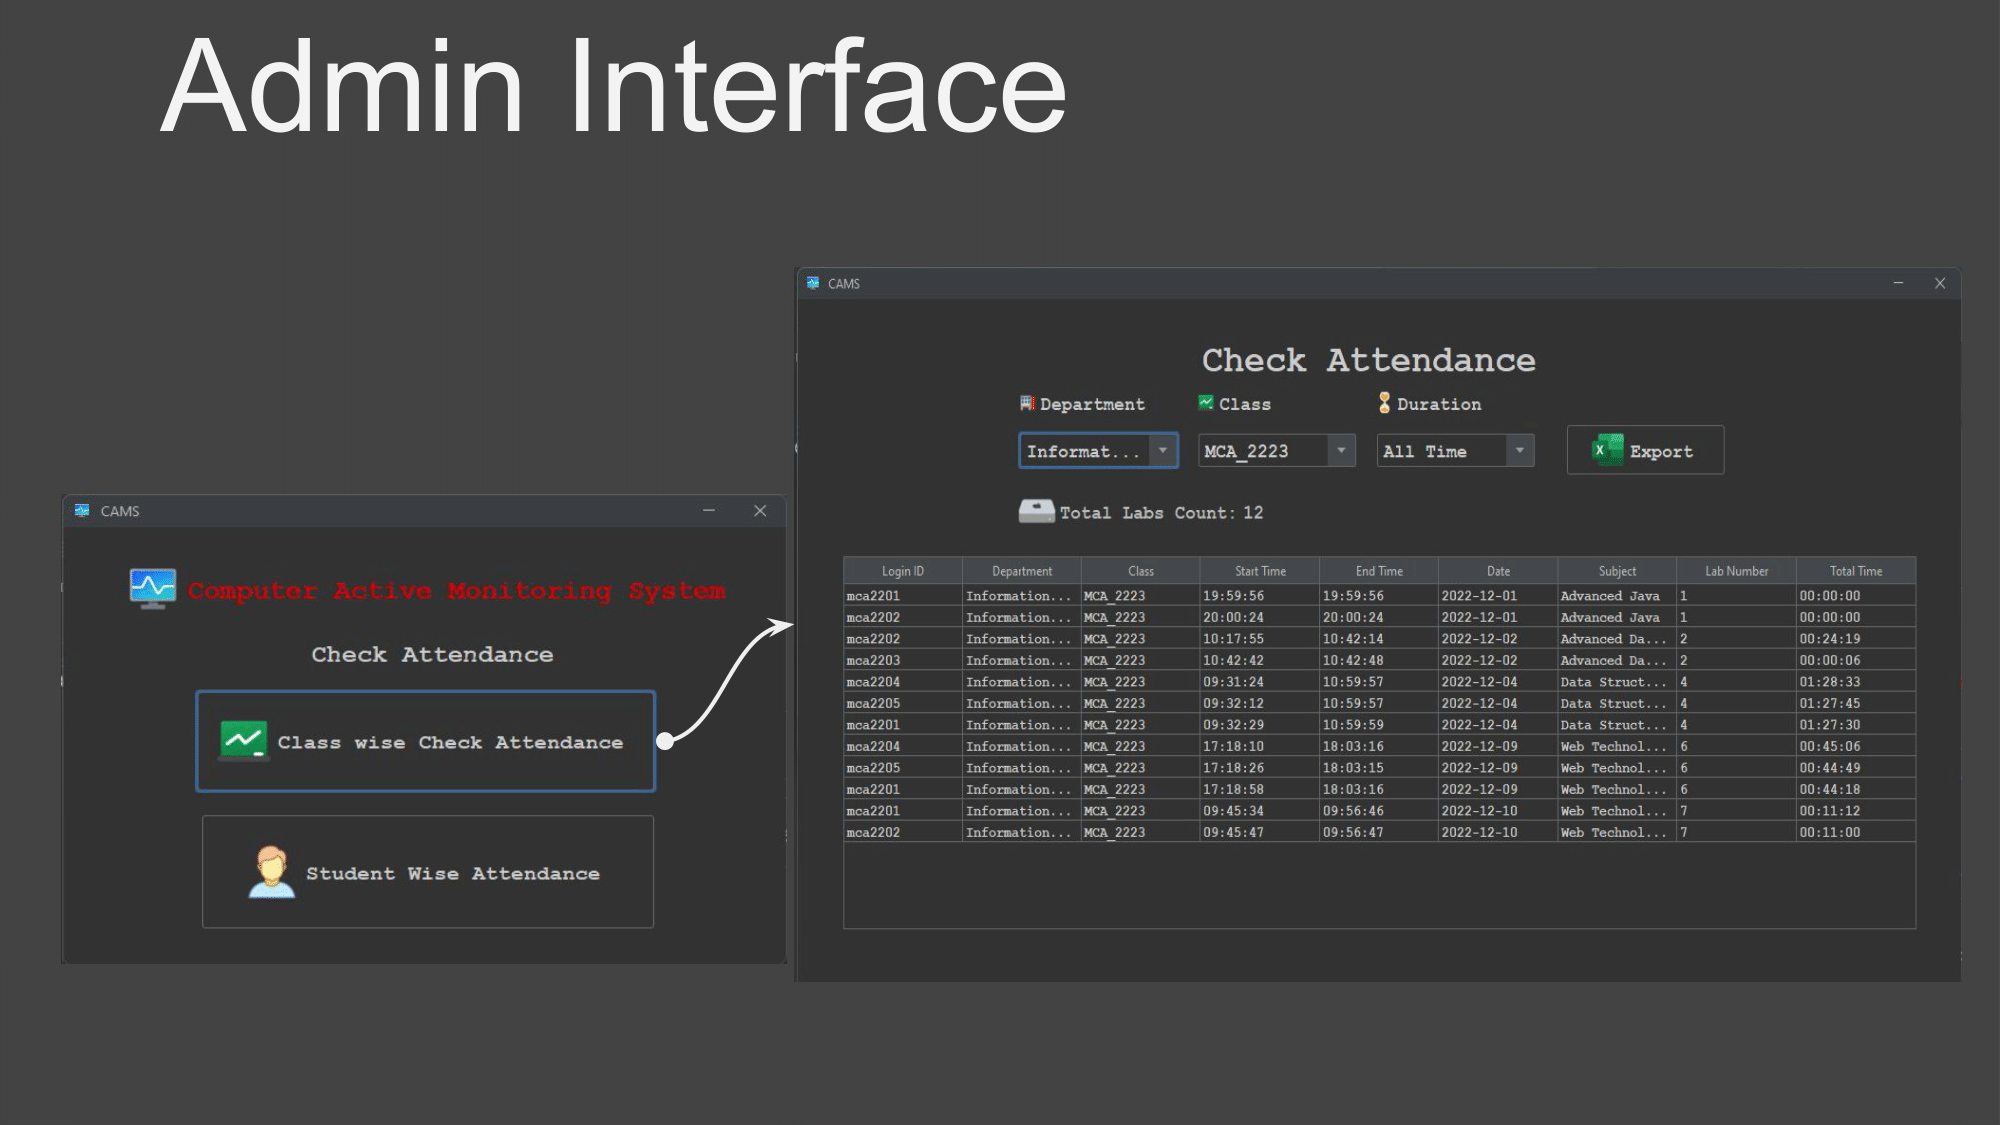 Admin Interface
CAMS
Computer Active Monitoring System
Check Attendance
Class wise Check Attendance
Student Wise Attendance
CAMS
Check Attendance
Department Class Duration
Informat... MCA_2223 All Time Export
Total Labs Count: 12
Login ID Department Class Start Time End Time Date Subject Lab Number Total Time
mca2201 Information... MCA_2223 19:59:56 19:59:56 2022-12-01 Advanced Java 1 00:00:00
mca2202 Information... MCA_2223 20:00:24 20:00:24 2022-12-01 Advanced Java 1 00:00:00
mca2202 Information... MCA_2223 10:17:55 10:42:14 2022-12-02 Advanced Da... 2 00:24:19
mca2203 Information... MCA_2223 10:42:42 10:42:48 2022-12-02 Advanced Da... 2 00:00:06
mca2204 Information... MCA_2223 09:31:24 10:59:57 2022-12-04 Data Struct... 4 01:28:33
mca2205 Information... MCA_2223 09:32:12 10:59:57 2022-12-04 Data Struct... 4 01:27:45
mca2201 Information... MCA_2223 09:32:29 10:59:59 2022-12-04 Data Struct... 4 01:27:30
mca2204 Information... MCA_2223 17:18:10 18:03:16 2022-12-09 Web Technol... 6 00:45:06
mca2205 Information... MCA_2223 17:18:26 18:03:15 2022-12-09 Web Technol... 6 00:44:49
mca2201 Information... MCA_2223 17:18:58 18:03:16 2022-12-09 Web Technol... 6 00:44:18
mca2201 Information... MCA_2223 09:45:34 09:56:46 2022-12-10 Web Technol... 7 00:11:12
mca2202 Information... MCA_2223 09:45:47 09:56:47 2022-12-10 Web Technol... 7 00:11:00